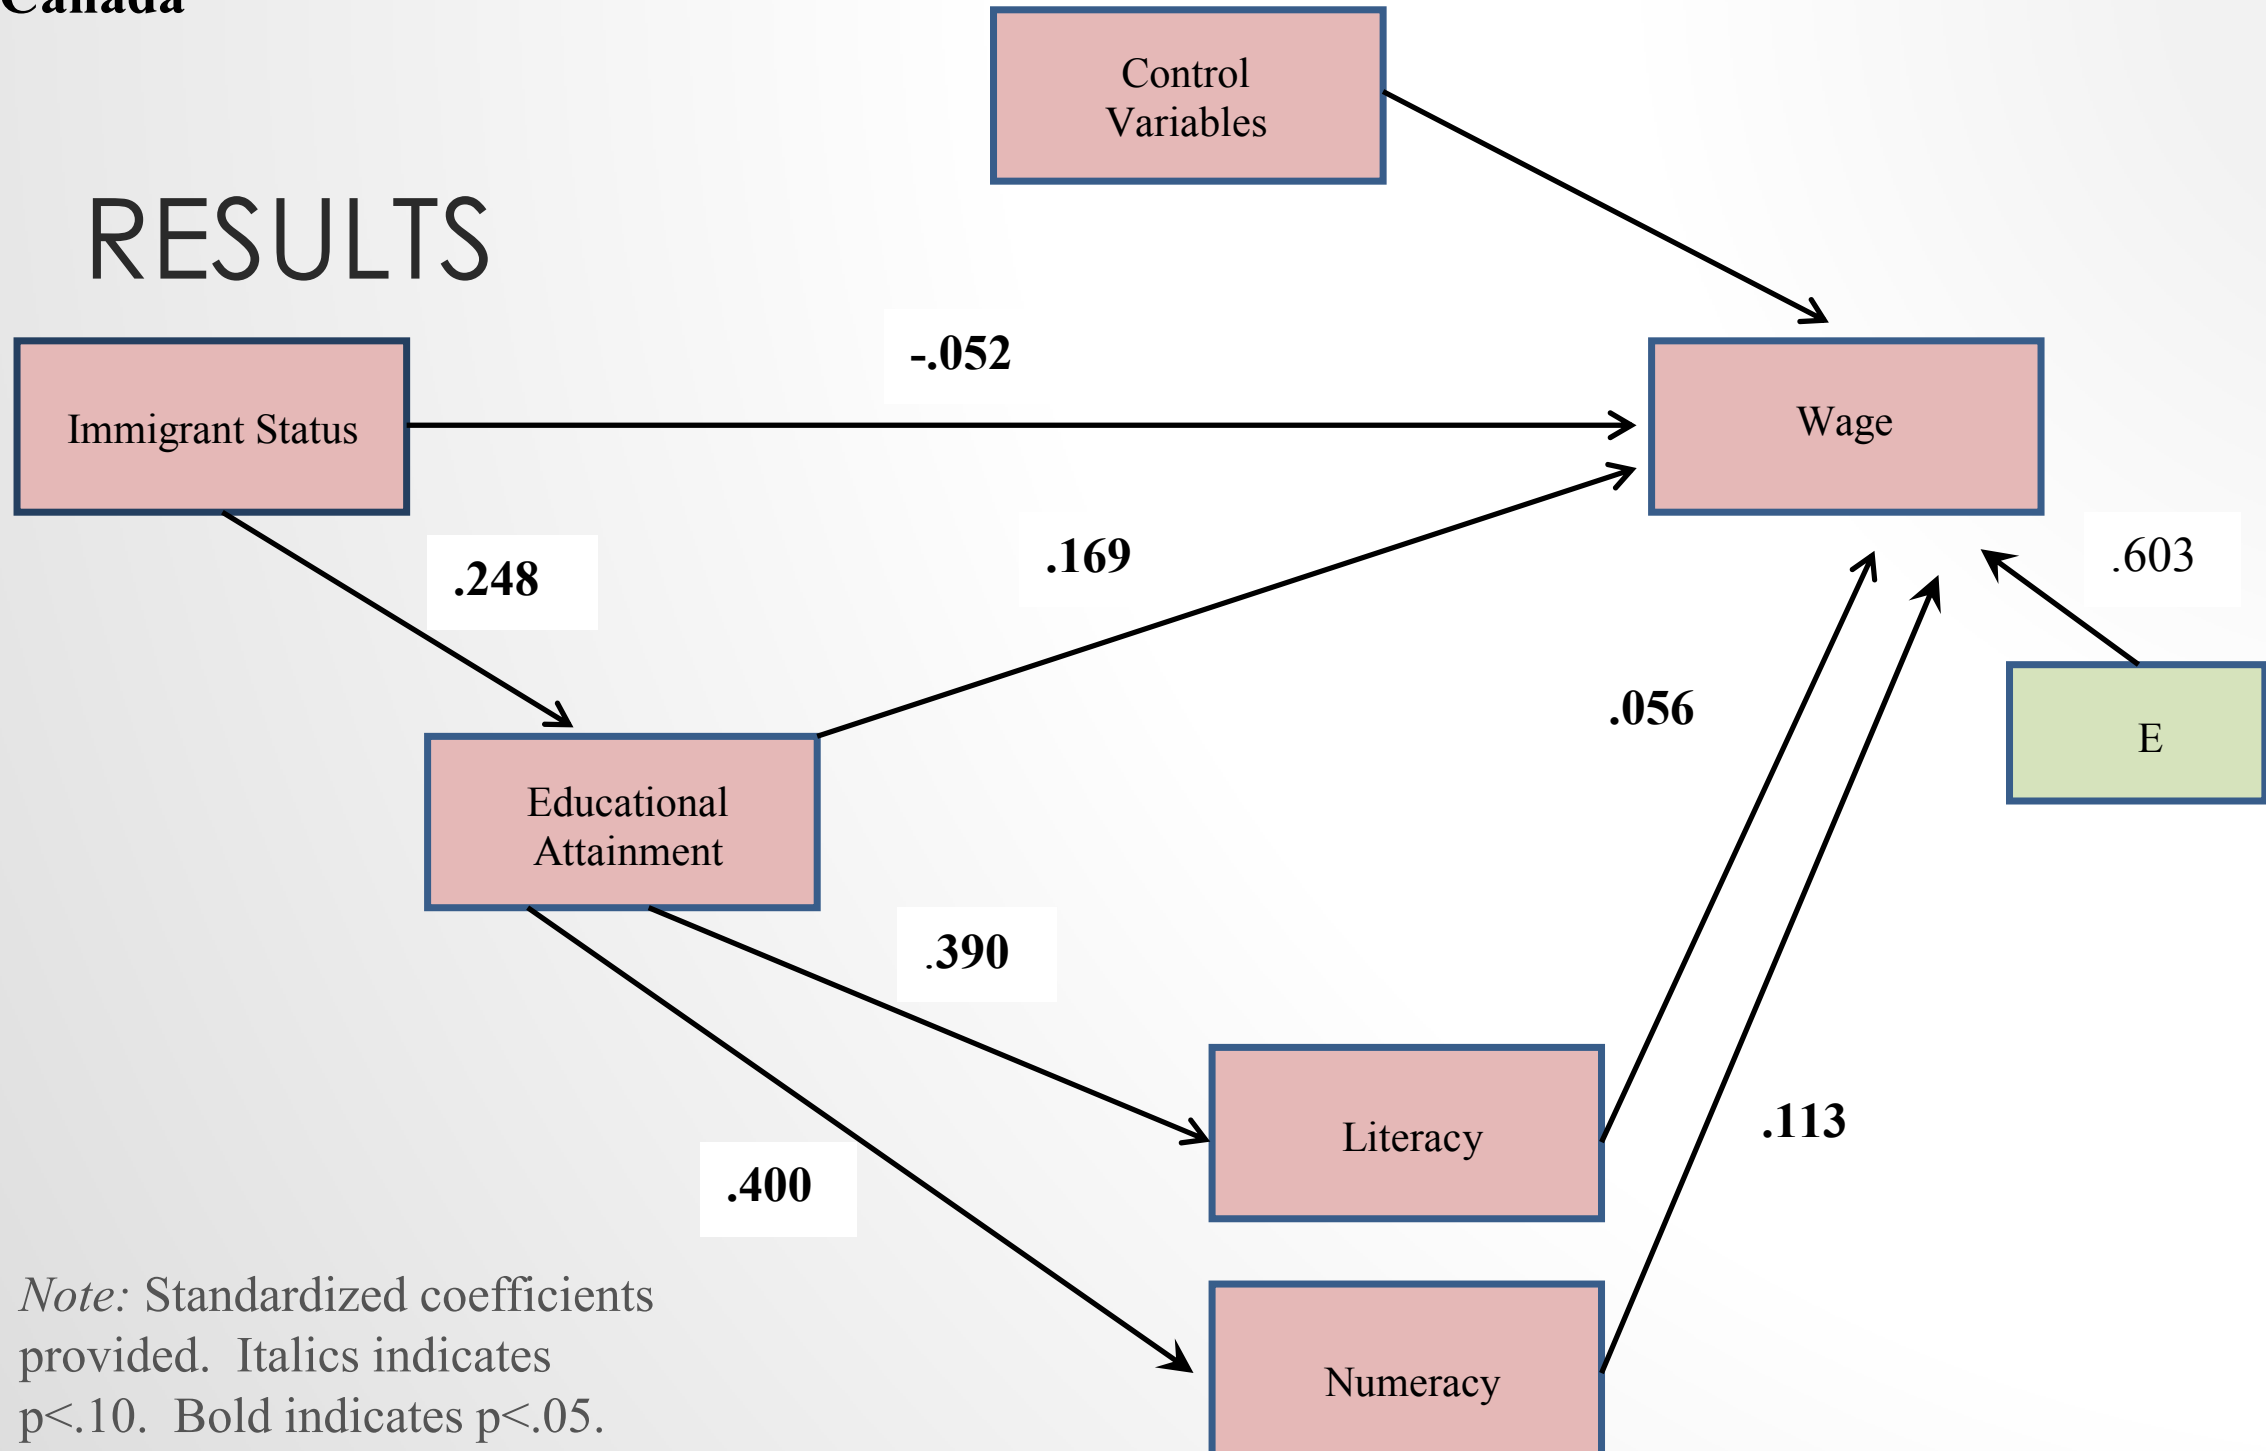 Canada
Control
Variables
RESULTS
-.052
Immigrant Status
Wage
.248
.169
.603
.056
E
Educational
Attainment
.390
.113
Literacy
.400
Note: Standardized coefficients
provided. Italics indicates
p<.10. Bold indicates p<.05.
Numeracy